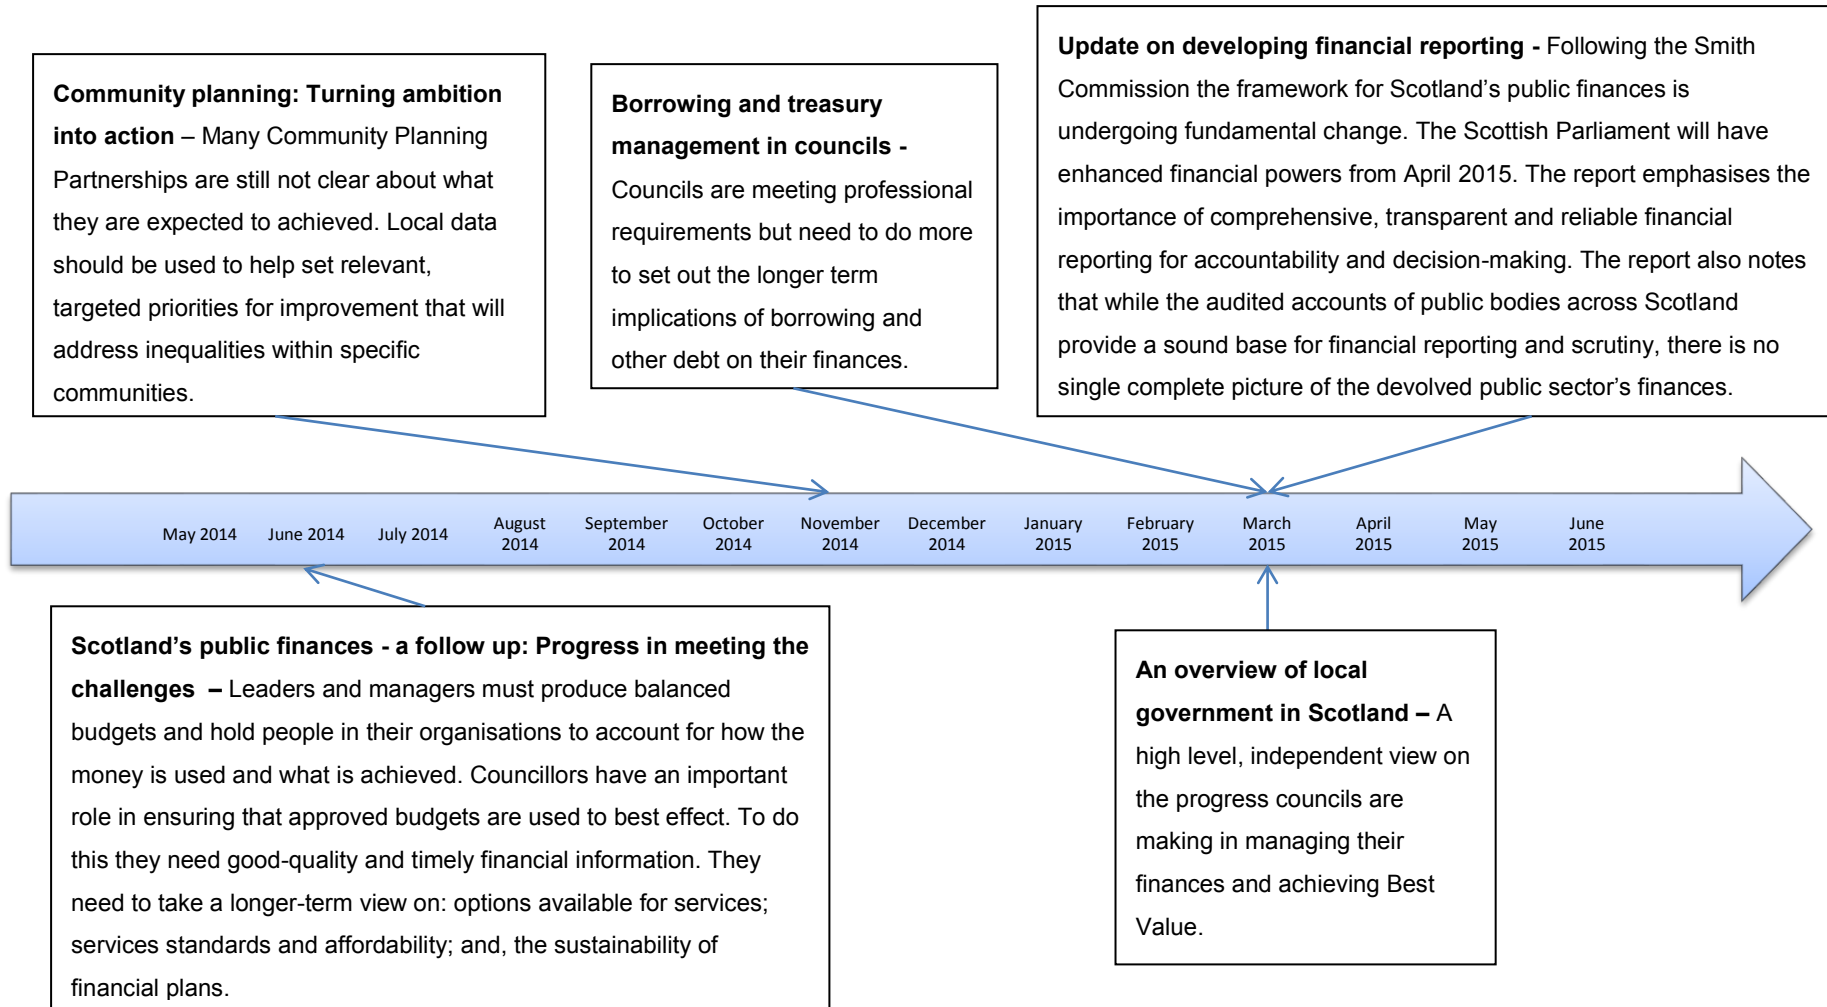 Community planning: Turning ambition
into action – Many Community Planning
Partnerships are still not clear about what
they are expected to achieved. Local data
should be used to help set relevant,
targeted priorities for improvement that will
address inequalities within specific
communities.
Borrowing and treasury
management in councils -
Councils are meeting professional
requirements but need to do more
to set out the longer term
implications of borrowing and
other debt on their finances.
Update on developing financial reporting - Following the Smith
Commission the framework for Scotland’s public finances is
undergoing fundamental change. The Scottish Parliament will have
enhanced financial powers from April 2015. The report emphasises the
importance of comprehensive, transparent and reliable financial
reporting for accountability and decision-making. The report also notes
that while the audited accounts of public bodies across Scotland
provide a sound base for financial reporting and scrutiny, there is no
single complete picture of the devolved public sector’s finances.
May 2014
June 2014
July 2014
August
2014
September
2014
October
2014
November
2014
December
2014
January
2015
February
2015
March
2015
April
2015
May
2015
June
2015
Scotland’s public finances - a follow up: Progress in meeting the
challenges – Leaders and managers must produce balanced
budgets and hold people in their organisations to account for how the
money is used and what is achieved. Councillors have an important
role in ensuring that approved budgets are used to best effect. To do
this they need good-quality and timely financial information. They
need to take a longer-term view on: options available for services;
services standards and affordability; and, the sustainability of
financial plans.
An overview of local
government in Scotland – A
high level, independent view on
the progress councils are
making in managing their
finances and achieving Best
Value.